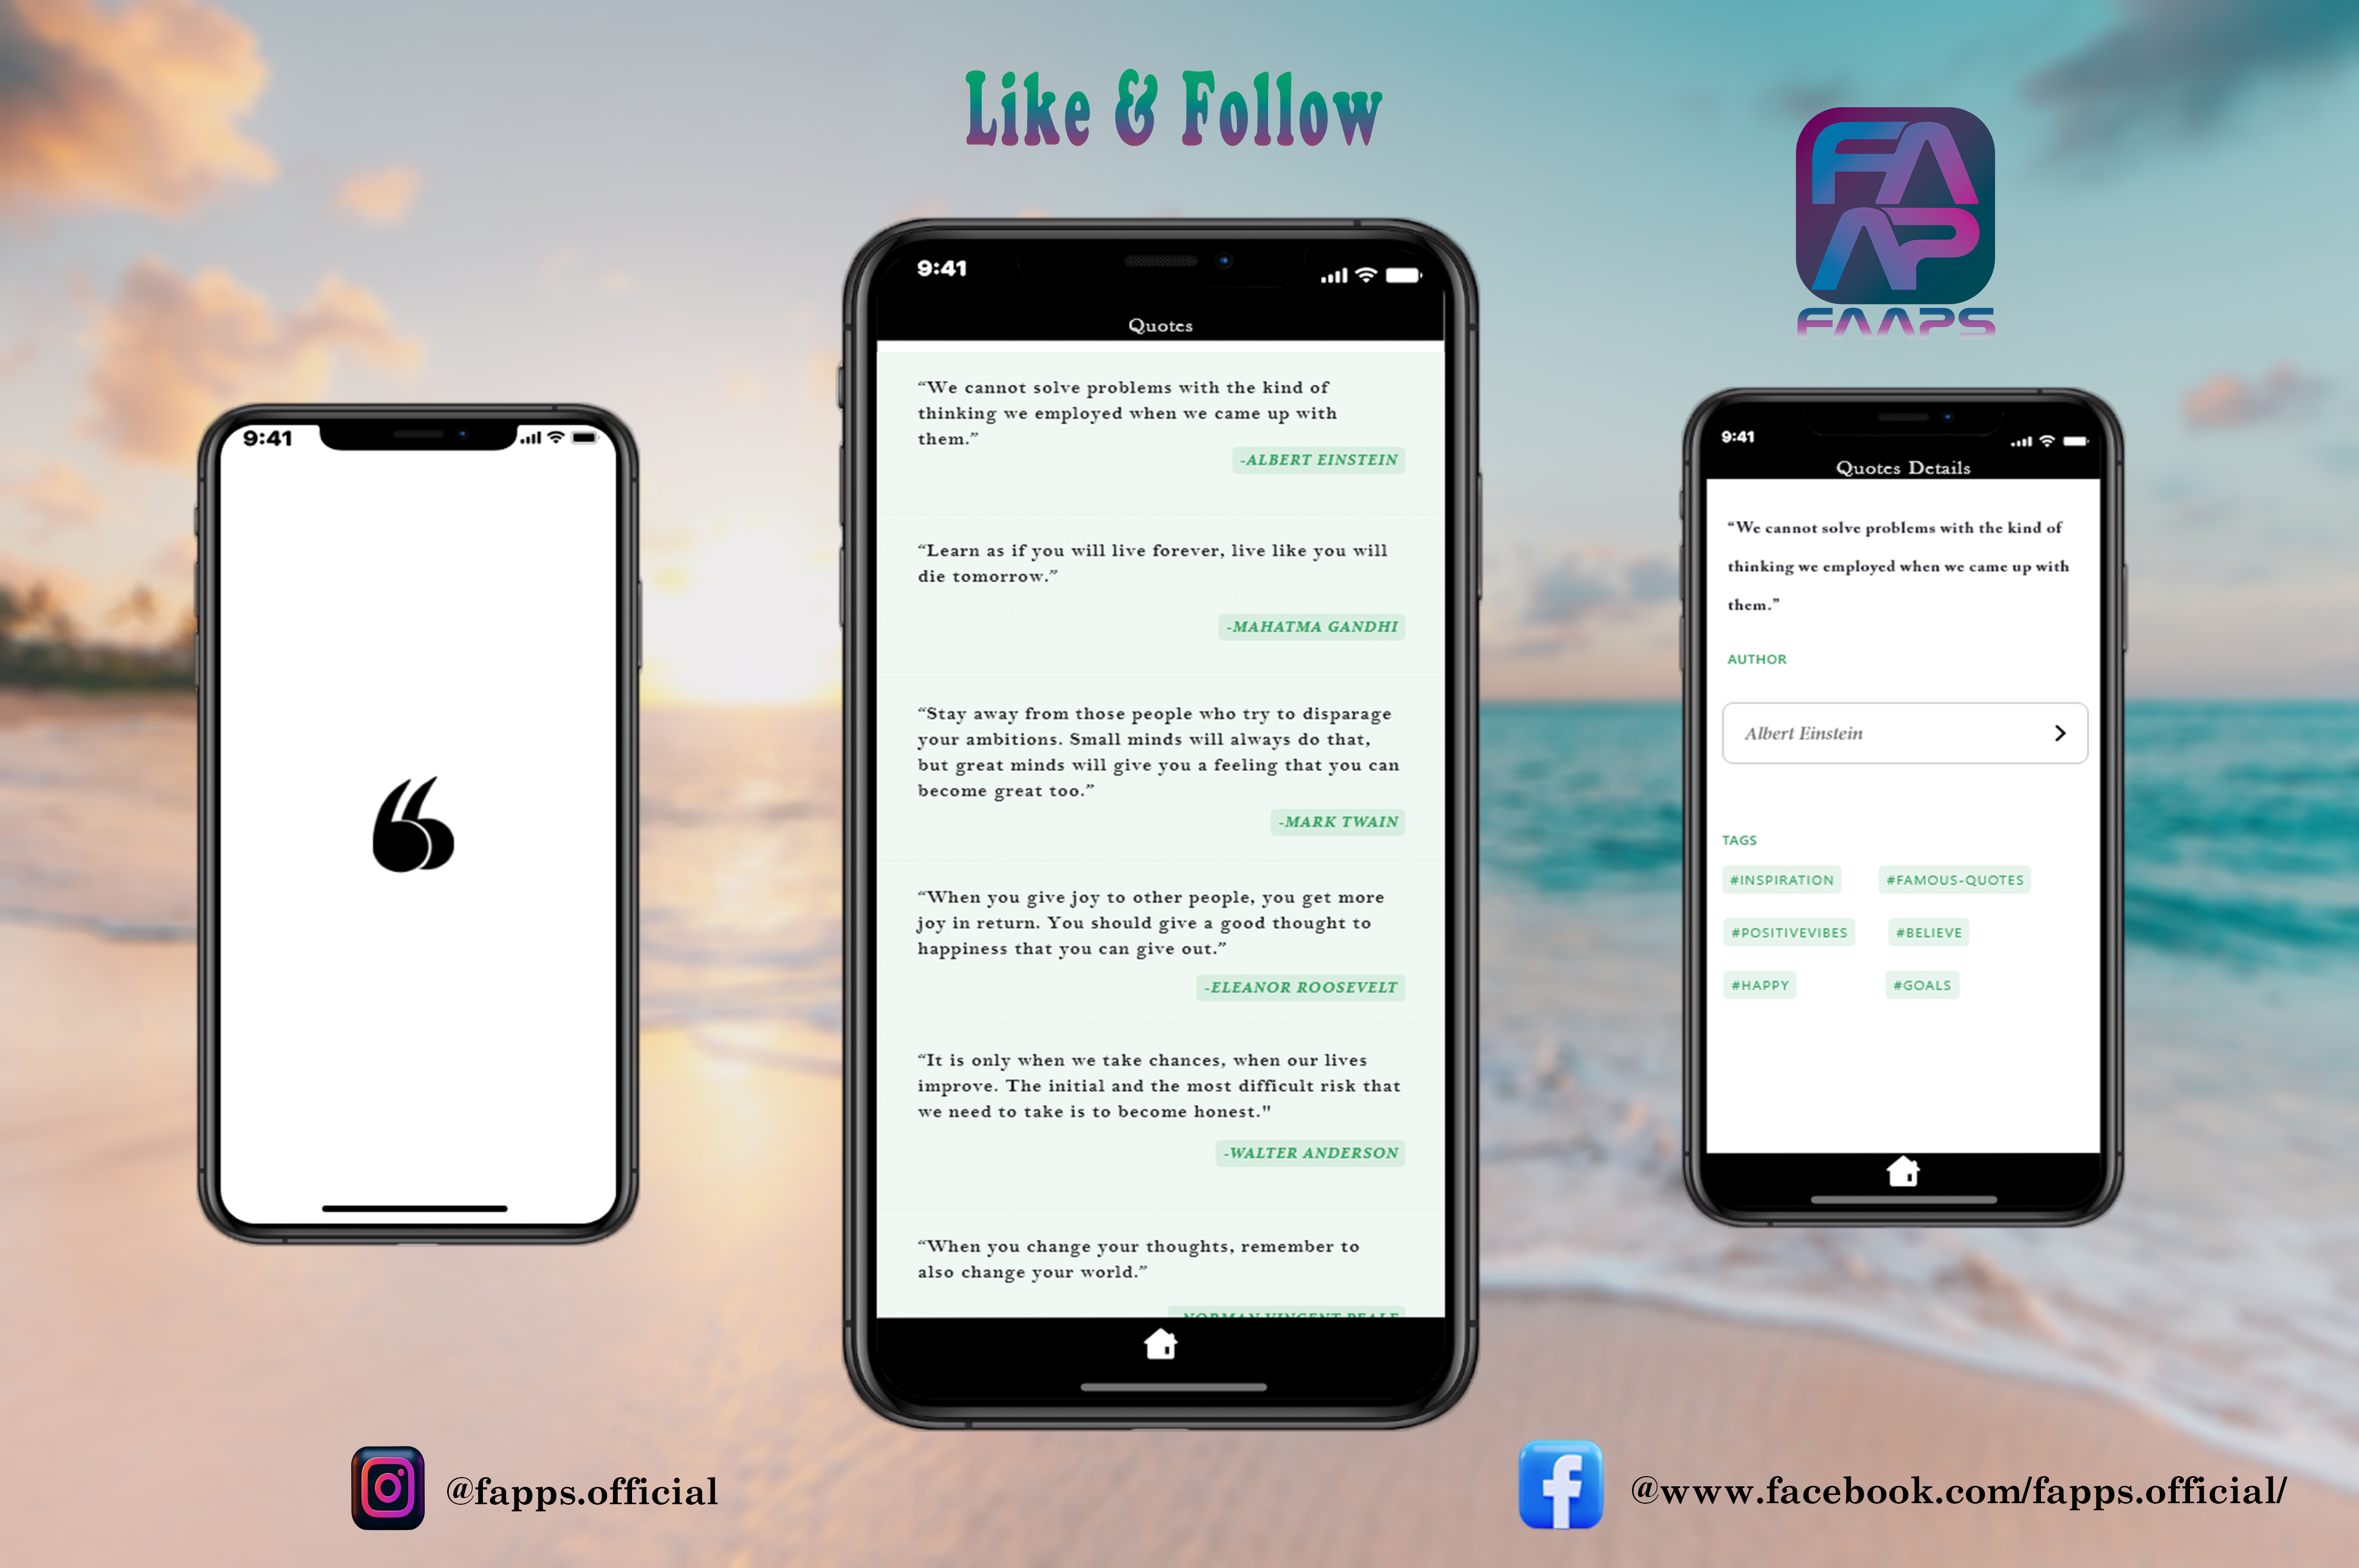 Like & Follow
FAAP
FAAPS
9:41
9:41
Quotes
“We cannot solve problems with the kind of
thinking we employed when we came up with
them.”
-ALBERT EINSTEIN
“Learn as if you will live forever, live like you will
die tomorrow.”
-MAHATMA GANDHI
“Stay away from those people who try to disparage
your ambitions. Small minds will always do that,
but great minds will give you a feeling that you can
become great too.”
-MARK TWAIN
“When you give joy to other people, you get more
joy in return. You should give a good thought to
happiness that you can give out.”
-ELEANOR ROOSEVELT
“It is only when we take chances, when our lives
improve. The initial and the most difficult risk that
we need to take is to become honest."
-WALTER ANDERSON
“When you change your thoughts, remember to
also change your world.”
-NORMAN VINCENT PEALE
9:41
Quotes Details
“We cannot solve problems with the kind of
thinking we employed when we came up with
them.”
AUTHOR
Albert Einstein
TAGS
#INSPIRATION #FAMOUS-QUOTES
#POSITIVEVIBES #BELIEVE
#HAPPY #GOALS
@fapps.official
@www.facebook.com/fapps.official/